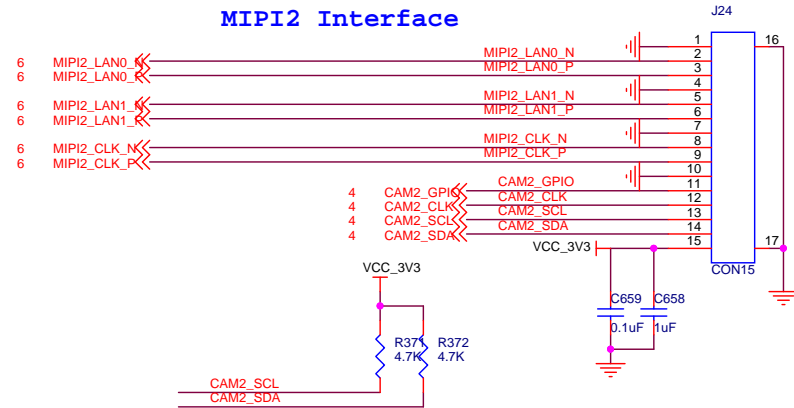 MIPI2 Interface
J24
1 16
6 MIPI2_LAN0_N MIPI2_LAN0_N 2
6 MIPI2_LAN0_P MIPI2_LAN0_P 3
4
6 MIPI2_LAN1_N MIPI2_LAN1_N 5
6 MIPI2_LAN1_P MIPI2_LAN1_P 6
7
6 MIPI2_CLK_N MIPI2_CLK_N 8
6 MIPI2_CLK_P MIPI2_CLK_P 9
10
4 CAM2_GPIO CAM2_GPIO 11
4 CAM2_CLK CAM2_CLK 12
4 CAM2_SCL CAM2_SCL 13
4 CAM2_SDA CAM2_SDA 14
VCC_3V3 15 17
CON15
VCC_3V3
C659 C658
0.1uF 1uF
R371 R372
4.7K 4.7K
CAM2_SCL
CAM2_SDA